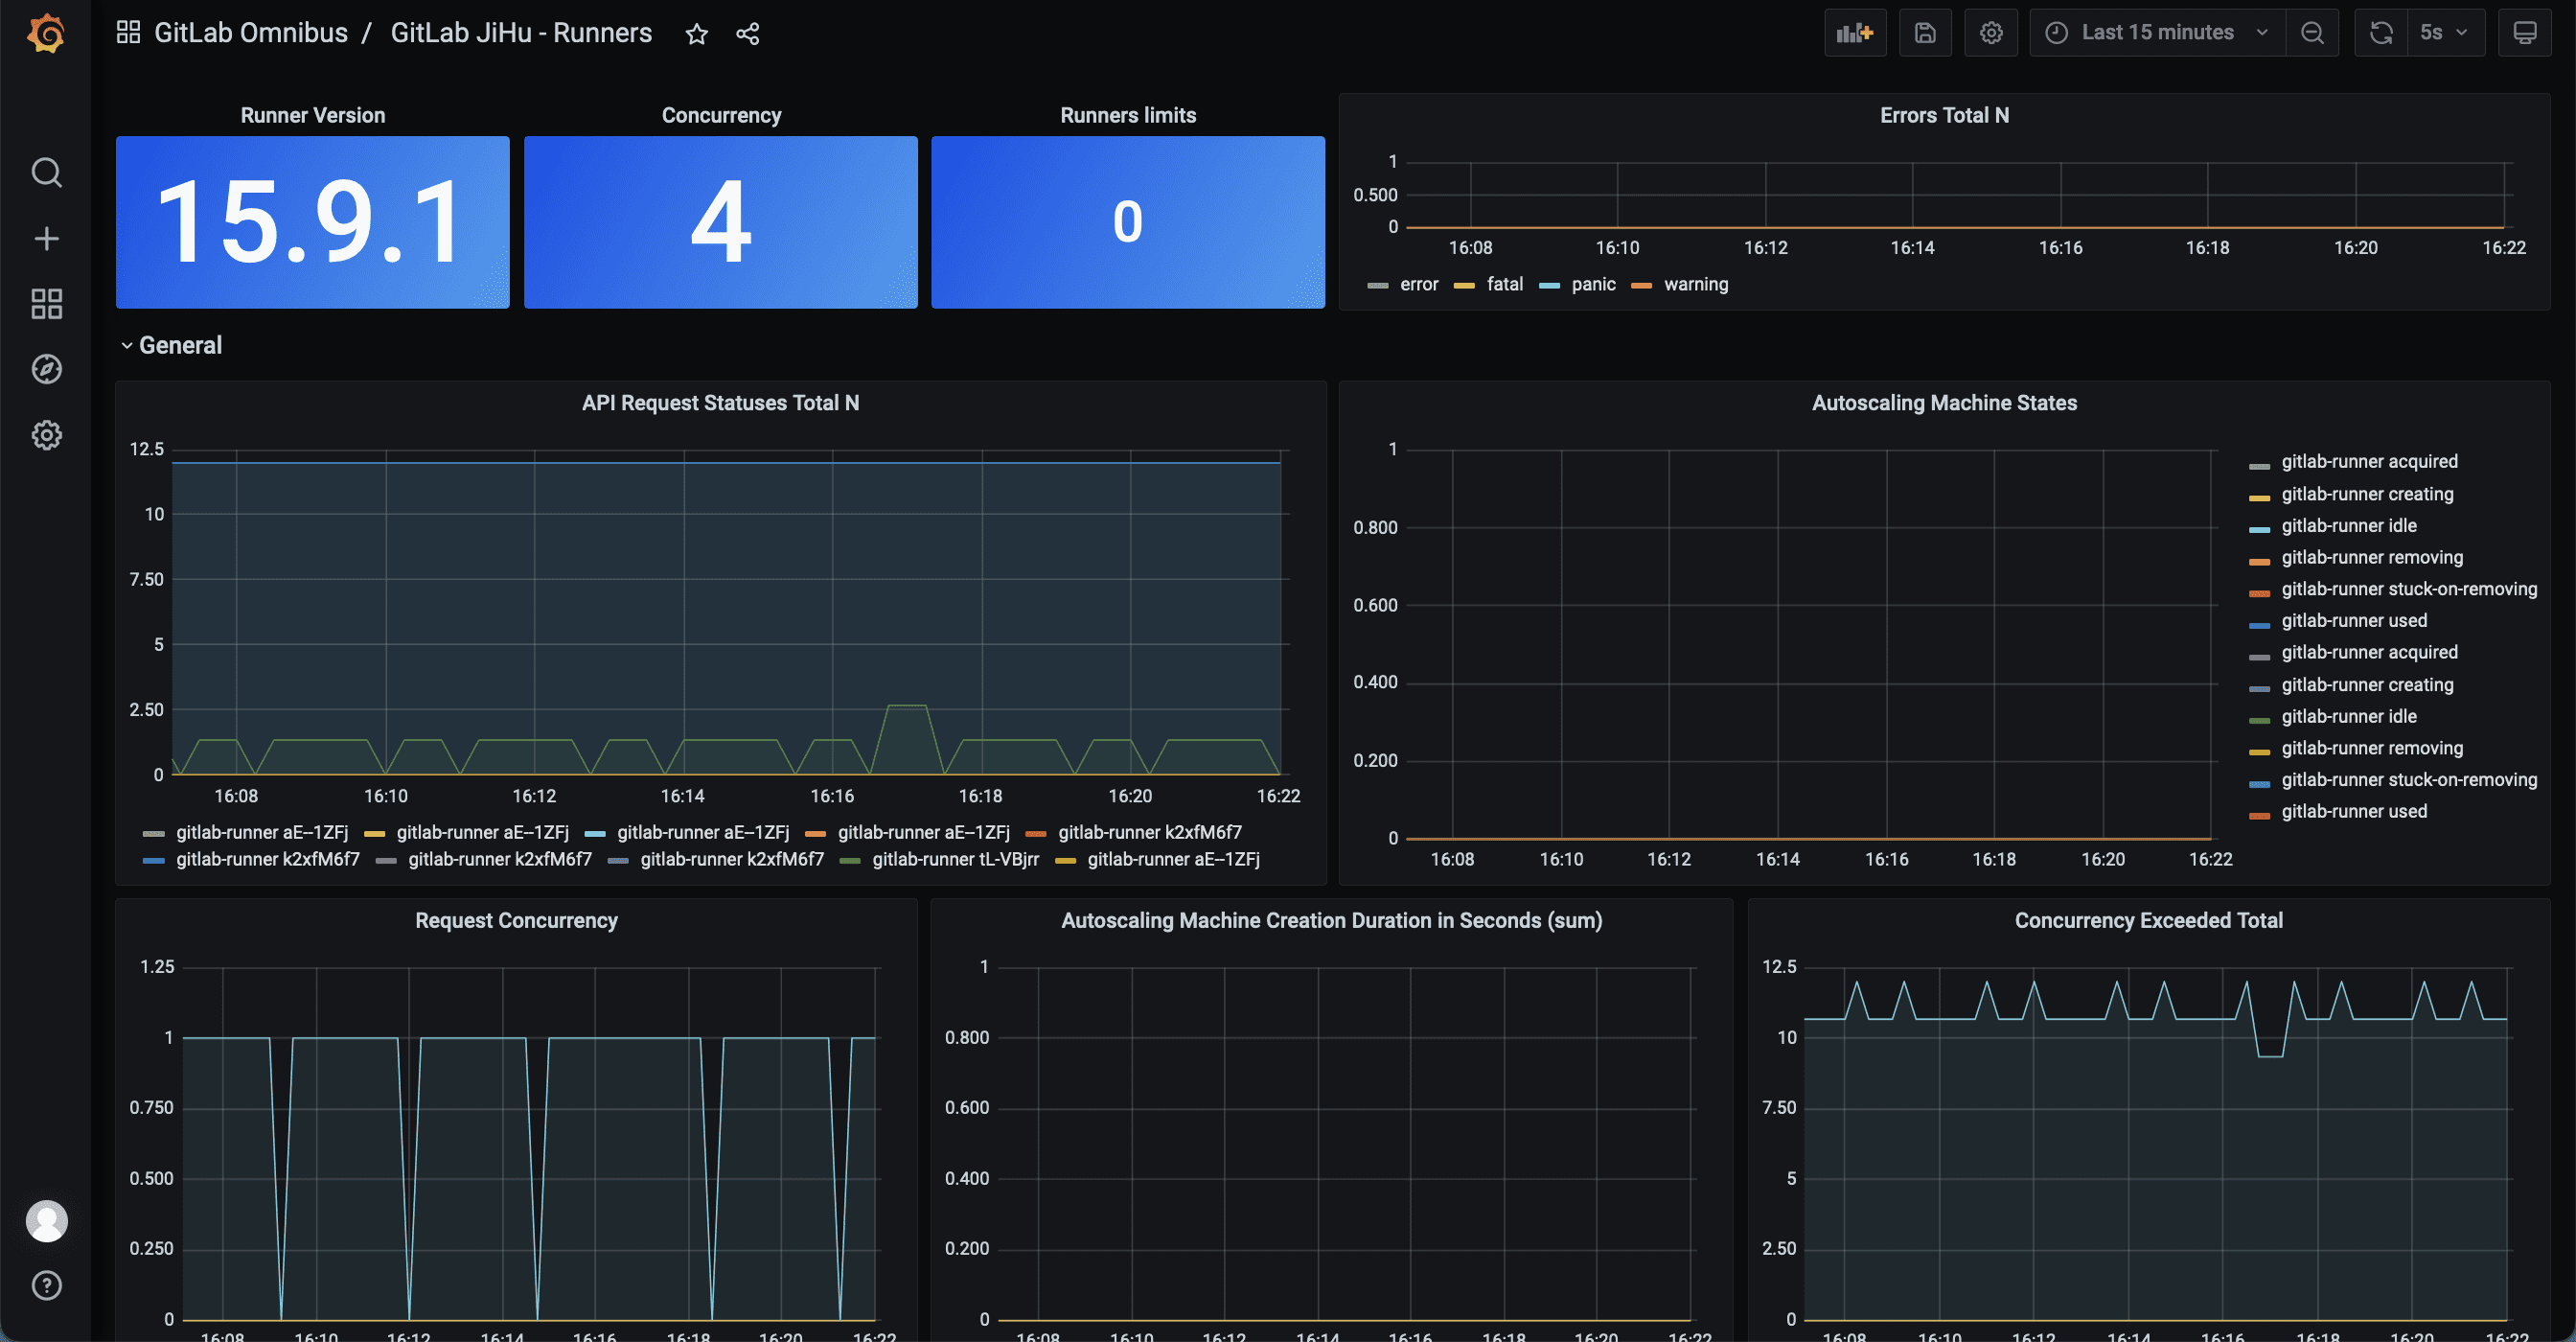 GitLab Omnibus / GitLab JiHu - Runners
Last 15 minutes
5s
Runner Version
15.9.1
Concurrency
4
Runners limits
0
Errors Total N
1
0.500
0
16:08 16:10 16:12 16:14 16:16 16:18 16:20 16:22
error fatal panic warning
General
API Request Statuses Total N
12.5
10
7.50
5
2.50
0
16:08 16:10 16:12 16:14 16:16 16:18 16:20 16:22
gitlab-runner aE--1ZFj gitlab-runner aE--1ZFj gitlab-runner aE--1ZFj gitlab-runner aE--1ZFj gitlab-runner k2xfM6f7
gitlab-runner k2xfM6f7 gitlab-runner k2xfM6f7 gitlab-runner k2xfM6f7 gitlab-runner tL-VBjrr gitlab-runner aE--1ZFj
Autoscaling Machine States
1
0.800
0.600
0.400
0.200
0
16:08 16:10 16:12 16:14 16:16 16:18 16:20 16:22
gitlab-runner acquired
gitlab-runner creating
gitlab-runner idle
gitlab-runner removing
gitlab-runner stuck-on-removing
gitlab-runner used
gitlab-runner acquired
gitlab-runner creating
gitlab-runner idle
gitlab-runner removing
gitlab-runner stuck-on-removing
gitlab-runner used
Request Concurrency
1.25
1
0.750
0.500
0.250
0
16:08 16:10 16:12 16:14 16:16 16:18 16:20 16:22
Autoscaling Machine Creation Duration in Seconds (sum)
1
0.800
0.600
0.400
0.200
0
16:08 16:10 16:12 16:14 16:16 16:18 16:20 16:22
Concurrency Exceeded Total
12.5
10
7.50
5
2.50
0
16:08 16:10 16:12 16:14 16:16 16:18 16:20 16:22